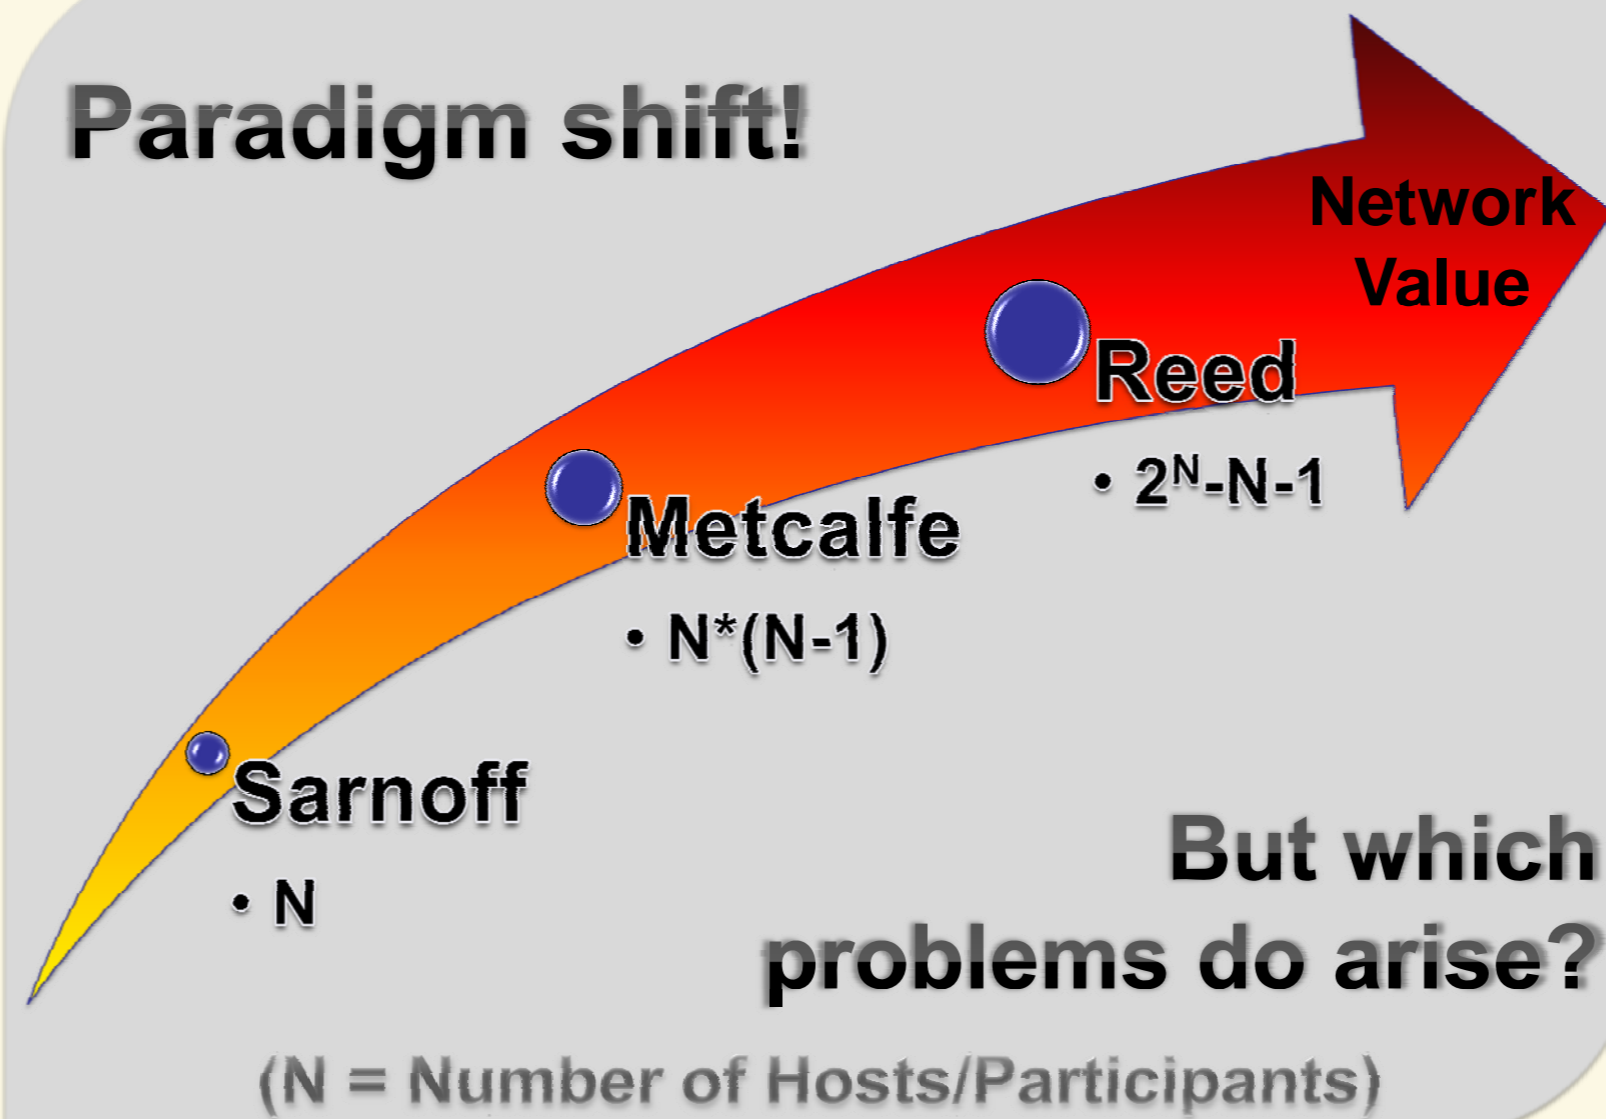 Paradigm shift!
Network
Value
Reed
• 2ᴺ-N-1
Metcalfe
• N*(N-1)
Sarnoff
• N
But which
problems do arise?
(N = Number of Hosts/Participants)